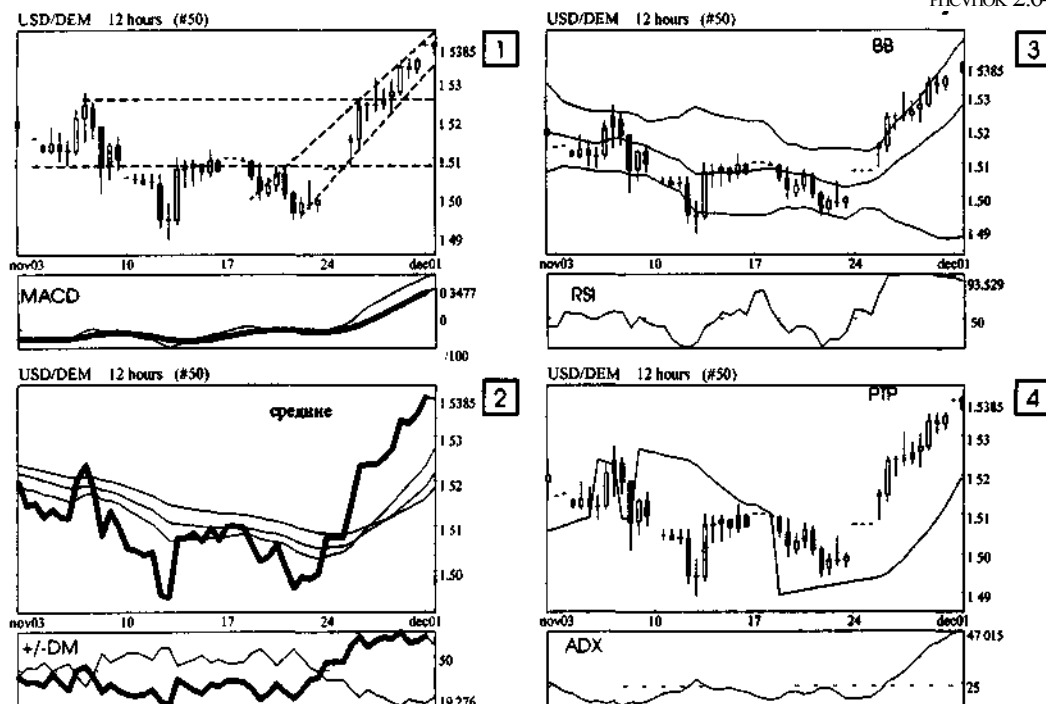 USD/DEM 12 hours (#50)
1
1 5385
1 53
1 52
1 51
1 50
1 49
nov03 10 17 24 dec01
MACD
0 3477
0
/100
USD/DEM 12 hours (#50)
BB
3
1 5385
1 53
1 52
1 51
1 50
1 49
nov03 10 17 24 dec01
RSI
93.529
50
USD/DEM 12 hours (#50)
средние
2
1 5385
1 53
1 52
1 51
1 50
nov03 10 17 24 dec01
+/-DM
50
19 276
USD/DEM 12 hours (#50)
PTP
4
1 5385
1 53
1 52
1 51
1 50
1 49
nov03 10 17 24 dec01
ADX
47 015
25